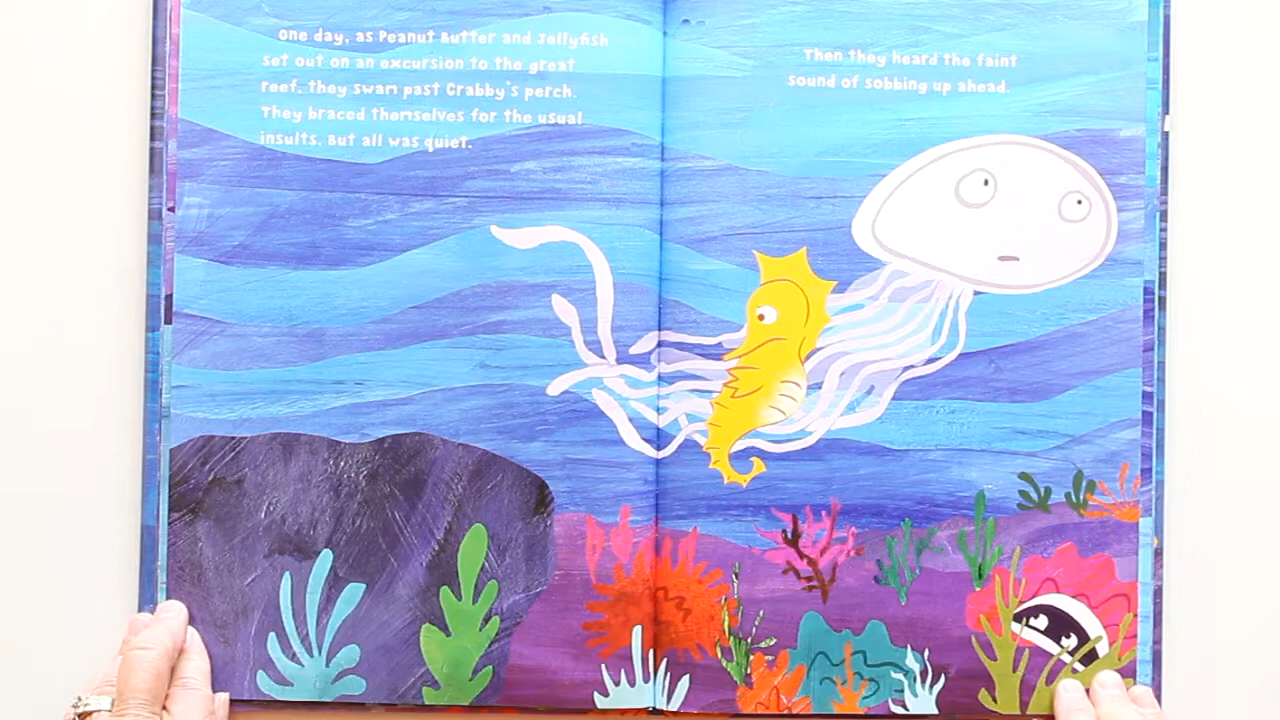 One day, as Peanut Butter and Jellyfish
set out on an excursion to the great
reef, they swam past Crabby's perch.
They braced themselves for the usual
insults. But all was quiet.
Then they heard the faint
sound of sobbing up ahead.